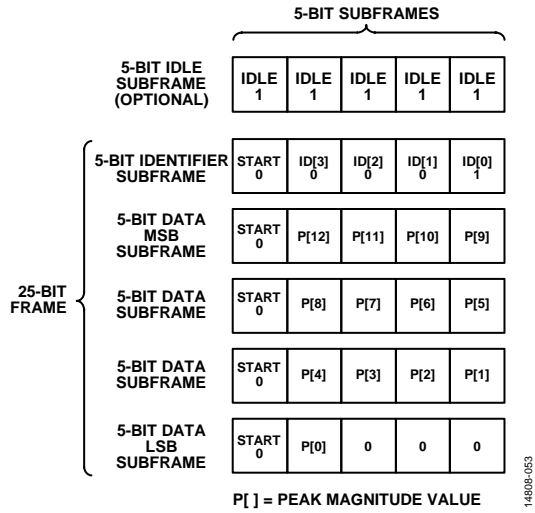 5-BIT SUBFRAMES
5-BIT IDLE
SUBFRAME
(OPTIONAL)
IDLE
1
IDLE
1
IDLE
1
IDLE
1
IDLE
1
25-BIT
FRAME
5-BIT IDENTIFIER
SUBFRAME
START
0
ID[3]
0
ID[2]
0
ID[1]
0
ID[0]
1
5-BIT DATA
MSB
SUBFRAME
START
0
P[12]
P[11]
P[10]
P[9]
5-BIT DATA
SUBFRAME
START
0
P[8]
P[7]
P[6]
P[5]
5-BIT DATA
SUBFRAME
START
0
P[4]
P[3]
P[2]
P[1]
5-BIT DATA
LSB
SUBFRAME
START
0
P[0]
0
0
0
P[ ] = PEAK MAGNITUDE VALUE
14808-053